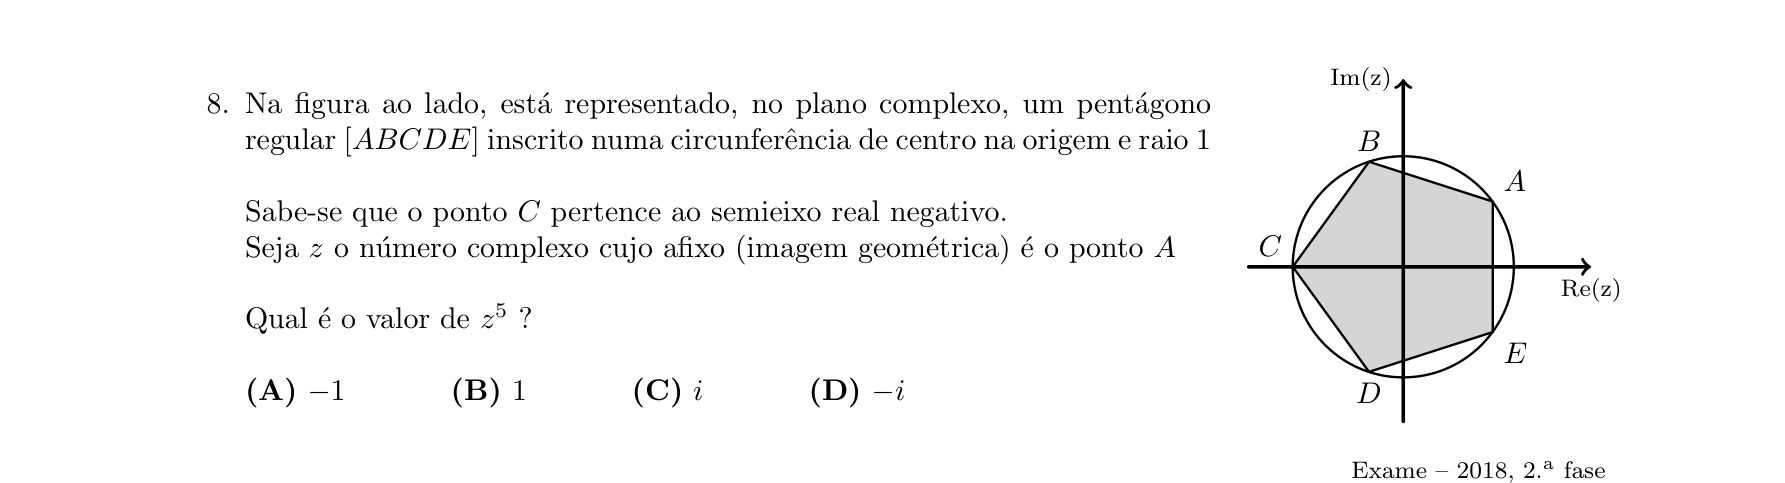 8. Na figura ao lado, está representado, no plano complexo, um pentágono
regular [ABCDE] inscrito numa circunferência de centro na origem e raio 1
Sabe-se que o ponto C pertence ao semieixo real negativo.
Seja z o número complexo cujo afixo (imagem geométrica) é o ponto A
Qual é o valor de z⁵ ?
(A) −1 (B) 1 (C) i (D) −i
Im(z)
B
A
C
Re(z)
E
D
Exame – 2018, 2.ª fase